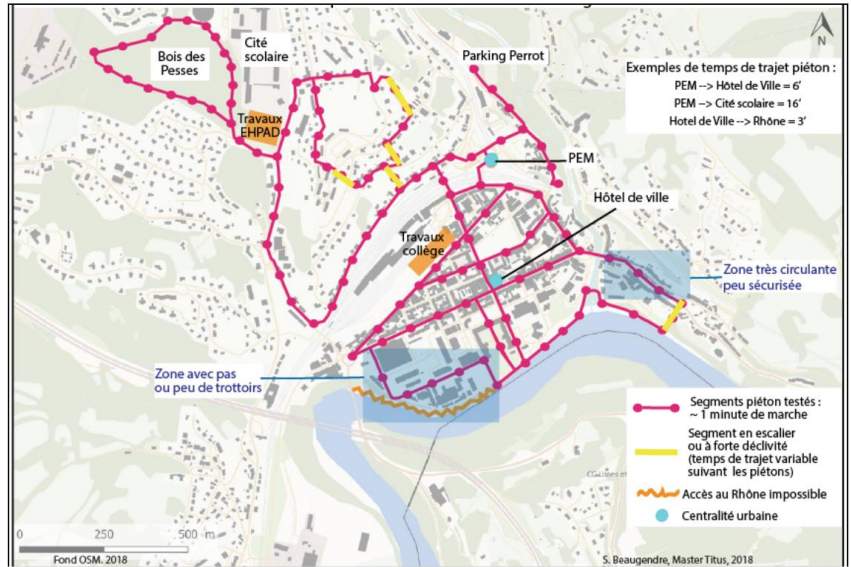 Cité
scolaire
Bois des
Pesses
Parking Perrot
N
Exemples de temps de trajet piéton :
PEM --> Hôtel de Ville = 6'
PEM --> Cité scolaire = 16'
Hotel de Ville --> Rhône = 3'
Travaux
EHPAD
PEM
Hôtel de ville
Travaux
collège
Zone très circulante
peu sécurisée
Zone avec pas
ou peu de trottoirs
Segments piéton testés :
~ 1 minute de marche
Segment en escalier
ou à forte déclivité
(temps de trajet variable
suivant les piétons)
Accès au Rhône impossible
Centralité urbaine
0 250 500 m
Fond OSM. 2018
S. Beaugendre, Master Titus, 2018